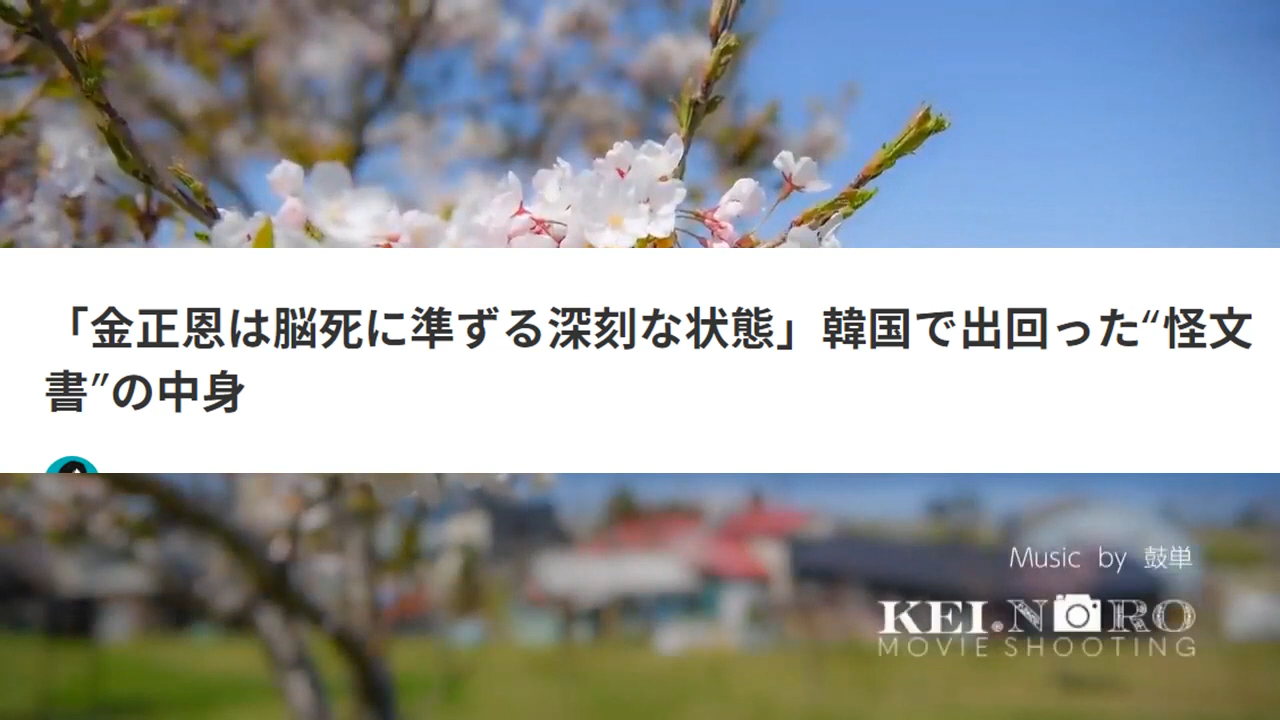 「金正恩は脳死に準ずる深刻な状態」韓国で出回った“怪文
書”の中身
Music by 鼓単
KEI.NORO
MOVIE SHOOTING